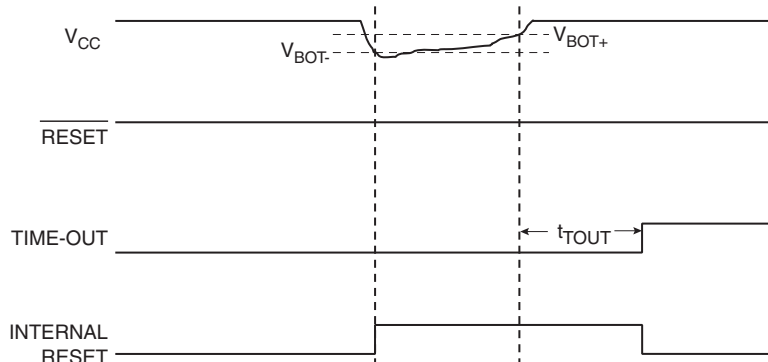 VCC
VBOT-
VBOT+
RESET
TIME-OUT
tTOUT
INTERNAL
RESET